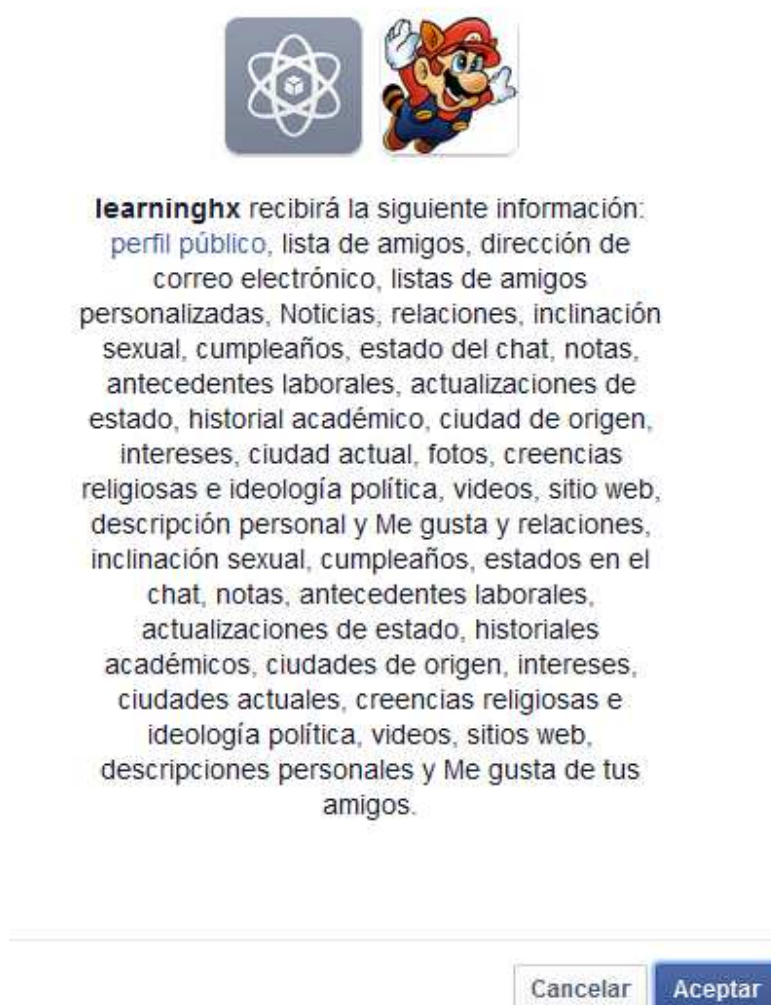 learninghx recibirá la siguiente información:
perfil público, lista de amigos, dirección de
correo electrónico, listas de amigos
personalizadas, Noticias, relaciones, inclinación
sexual, cumpleaños, estado del chat, notas,
antecedentes laborales, actualizaciones de
estado, historial académico, ciudad de origen,
intereses, ciudad actual, fotos, creencias
religiosas e ideología política, videos, sitio web,
descripción personal y Me gusta y relaciones,
inclinación sexual, cumpleaños, estados en el
chat, notas, antecedentes laborales,
actualizaciones de estado, historiales
académicos, ciudades de origen, intereses,
ciudades actuales, creencias religiosas e
ideología política, videos, sitios web,
descripciones personales y Me gusta de tus
amigos.
Cancelar Aceptar